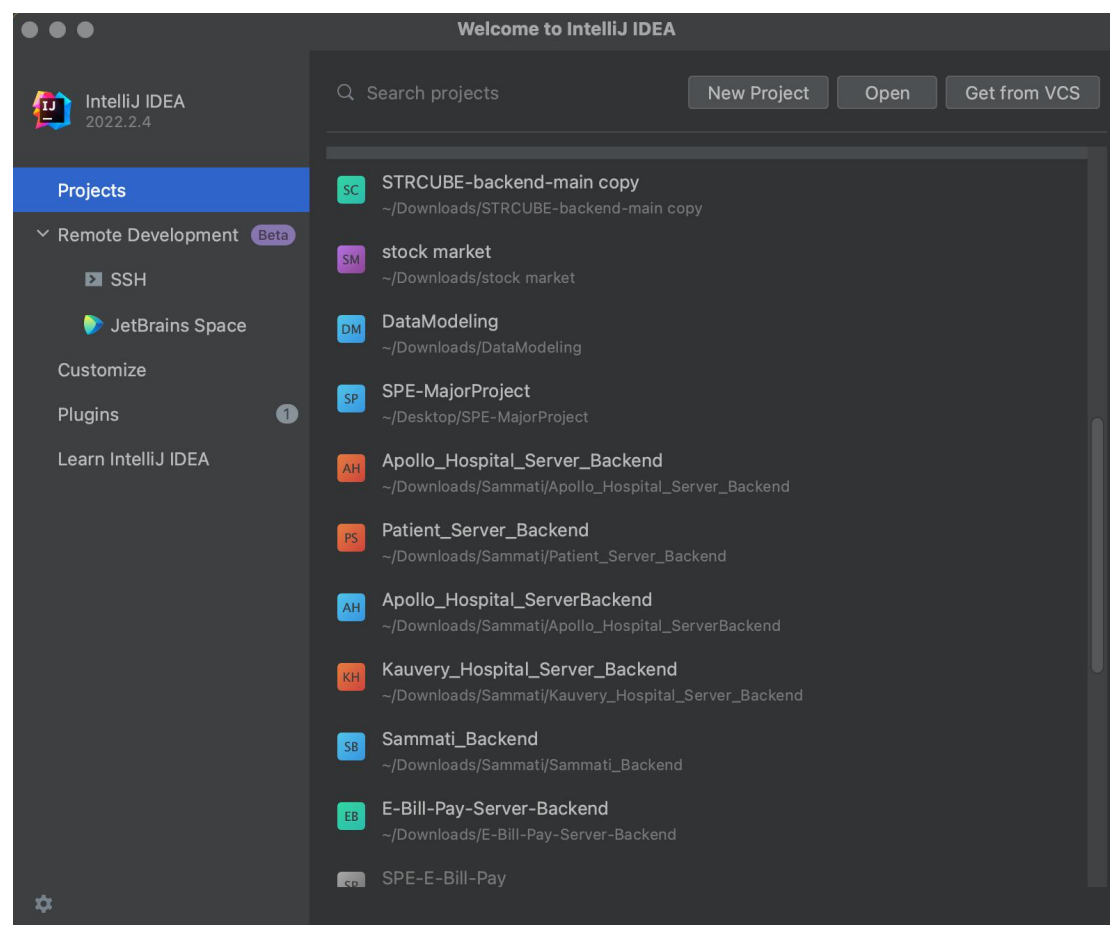 Welcome to IntelliJ IDEA
IJ
IntelliJ IDEA
2022.2.4
Search projects
New Project
Open
Get from VCS
Projects
Remote Development Beta
SSH
JetBrains Space
Customize
Plugins 1
Learn IntelliJ IDEA
SC STRCUBE-backend-main copy
~/Downloads/STRCUBE-backend-main copy
SM stock market
~/Downloads/stock market
DM DataModeling
~/Downloads/DataModeling
SP SPE-MajorProject
~/Desktop/SPE-MajorProject
AH Apollo_Hospital_Server_Backend
~/Downloads/Sammati/Apollo_Hospital_Server_Backend
PS Patient_Server_Backend
~/Downloads/Sammati/Patient_Server_Backend
AH Apollo_Hospital_ServerBackend
~/Downloads/Sammati/Apollo_Hospital_ServerBackend
KH Kauvery_Hospital_Server_Backend
~/Downloads/Sammati/Kauvery_Hospital_Server_Backend
SB Sammati_Backend
~/Downloads/Sammati/Sammati_Backend
EB E-Bill-Pay-Server-Backend
~/Downloads/E-Bill-Pay-Server-Backend
SPE-E-Bill-Pay